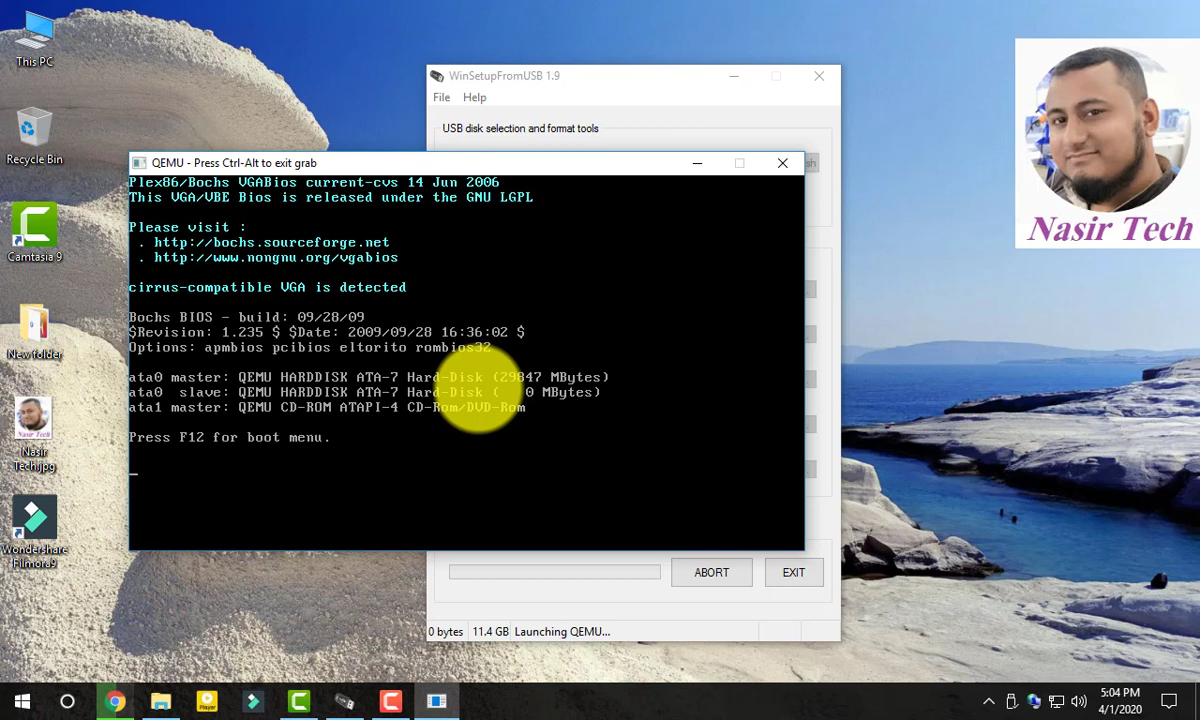 This PC
Recycle Bin
Camtasia 9
New folder
Nasir
Tech.jpg
Wondershare
Filmora9
WinSetupFromUSB 1.9
File Help
USB disk selection and format tools
QEMU - Press Ctrl-Alt to exit grab
Plex86/Bochs VGABios current-cvs 14 Jun 2006
This VGA/VBE Bios is released under the GNU LGPL
Please visit :
. http://bochs.sourceforge.net
. http://www.nongnu.org/vgabios
cirrus-compatible VGA is detected
Bochs BIOS - build: 09/28/09
$Revision: 1.235 $ $Date: 2009/09/28 16:36:02 $
Options: apmbios pcibios eltorito rombios32
ata0 master: QEMU HARDDISK ATA-7 Hard-Disk (29847 MBytes)
ata0 slave: QEMU HARDDISK ATA-7 Hard-Disk ( 0 MBytes)
ata1 master: QEMU CD-ROM ATAPI-4 CD-Rom/DVD-Rom
Press F12 for boot menu.
ABORT EXIT
0 bytes 11.4 GB Launching QEMU...
Nasir Tech
Player
5:04 PM
4/1/2020